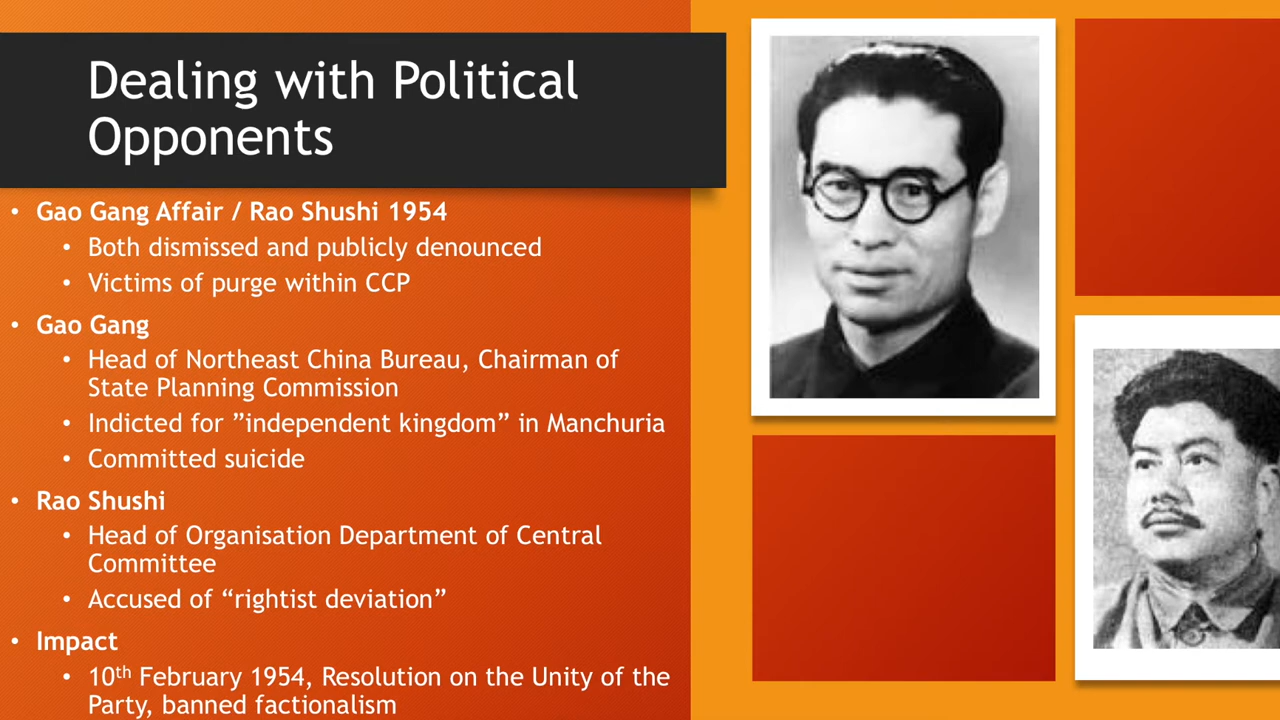 Dealing with Political
Opponents
• Gao Gang Affair / Rao Shushi 1954
• Both dismissed and publicly denounced
• Victims of purge within CCP
• Gao Gang
• Head of Northeast China Bureau, Chairman of
State Planning Commission
• Indicted for ”independent kingdom” in Manchuria
• Committed suicide
• Rao Shushi
• Head of Organisation Department of Central
Committee
• Accused of “rightist deviation”
• Impact
• 10th February 1954, Resolution on the Unity of the
Party, banned factionalism